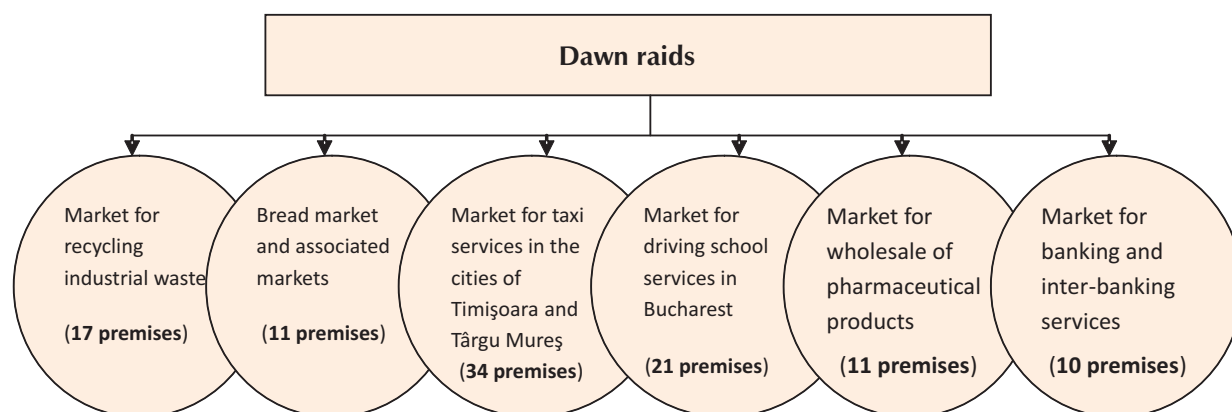 Dawn raids
Market for
recycling
industrial waste
(17 premises)
Bread market
and associated
markets
(11 premises)
Market for taxi
services in the
cities of
Timişoara and
Târgu Mureş
(34 premises)
Market for
driving school
services in
Bucharest
(21 premises)
Market for
wholesale of
pharmaceutical
products
(11 premises)
Market for
banking and
inter-banking
services
(10 premises)